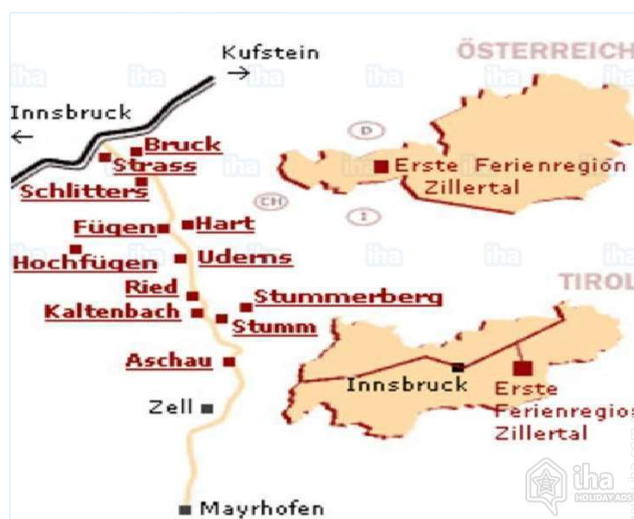 Kufstein
ÖSTERREICH
Innsbruck
Bruck
Strass
Schlitters
D
Erste Ferienregion
Zillertal
CH
I
Fügen
Hart
Hochfügen
Uderns
TIROL
Ried
Kaltenbach
Stummerberg
Stumm
Aschau
Innsbruck
Erste
Ferienregion
Zillertal
Zell
Mayrhofen
iha
HOLIDAY ADS